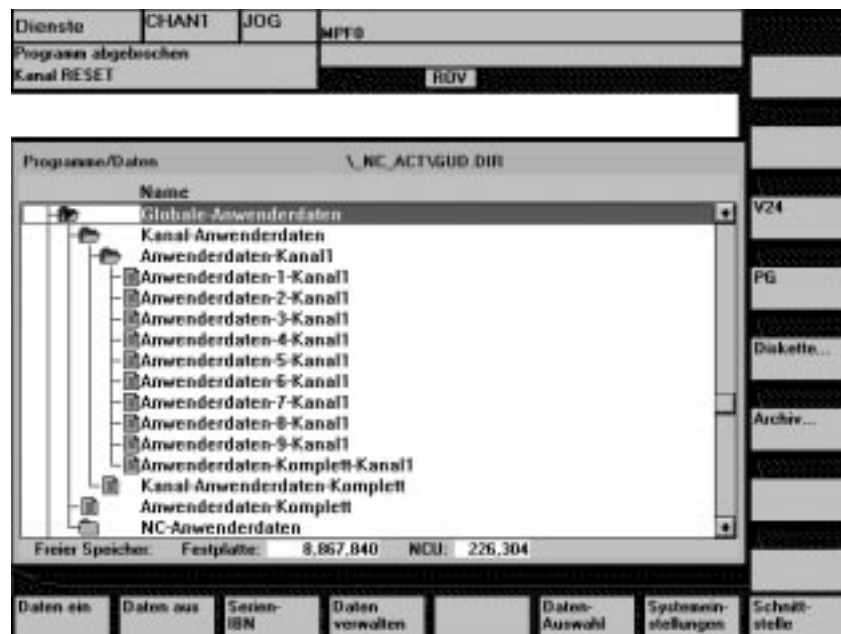 Dienste CHAN1 JOG MPF0
Programm abgebrochen
Kanal RESET ROV
Programme/Daten \_NC_ACT\GUD.DIR
Name
Globale-Anwenderdaten
Kanal-Anwenderdaten
Anwenderdaten-Kanal1
Anwenderdaten-1-Kanal1
Anwenderdaten-2-Kanal1
Anwenderdaten-3-Kanal1
Anwenderdaten-4-Kanal1
Anwenderdaten-5-Kanal1
Anwenderdaten-6-Kanal1
Anwenderdaten-7-Kanal1
Anwenderdaten-8-Kanal1
Anwenderdaten-9-Kanal1
Anwenderdaten-Komplett-Kanal1
Kanal-Anwenderdaten-Komplett
Anwenderdaten-Komplett
NC-Anwenderdaten
Freier Speicher: Festplatte: 8,867,840 NCU: 226,304
V24
PG
Diskette...
Archiv...
Daten ein
Daten aus
Serien-
IBN
Daten
verwalten
Daten-
Auswahl
Systemein-
stellungen
Schnitt-
stelle